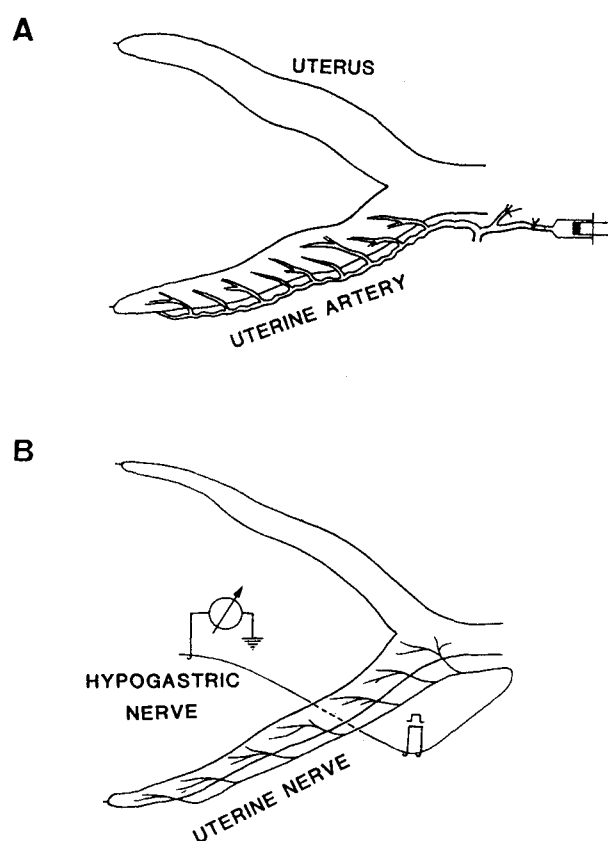 A
UTERUS
UTERINE ARTERY
B
HYPOGASTRIC
NERVE
UTERINE NERVE